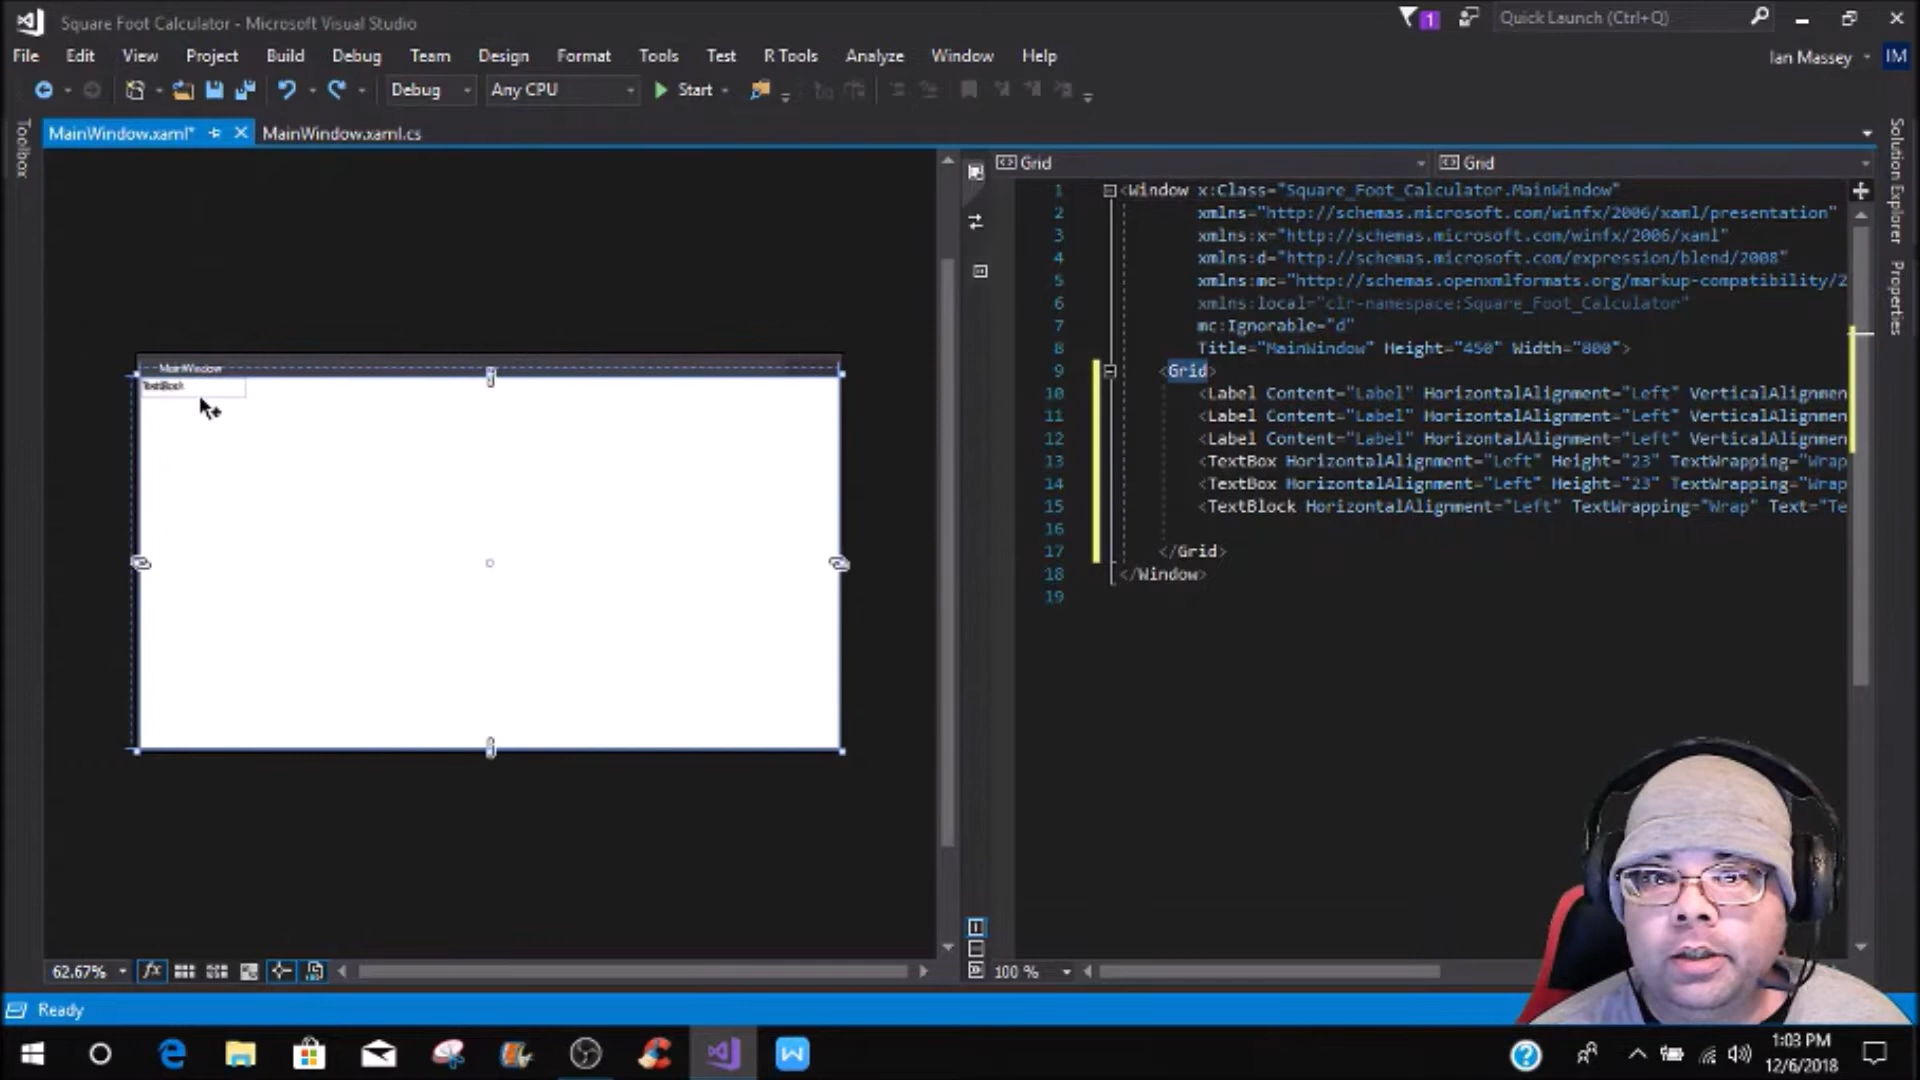 Square Foot Calculator - Microsoft Visual Studio
1
Quick Launch (Ctrl+Q)
File Edit View Project Build Debug Team Design Format Tools Test R Tools Analyze Window Help
Ian Massey
IM
Debug
Any CPU
Start
MainWindow.xaml*
MainWindow.xaml.cs
Toolbox
Solution Explorer
Properties
Grid
Grid
MainWindow
TextBlock
1 <Window x:Class="Square_Foot_Calculator.MainWindow"
2 xmlns="http://schemas.microsoft.com/winfx/2006/xaml/presentation"
3 xmlns:x="http://schemas.microsoft.com/winfx/2006/xaml"
4 xmlns:d="http://schemas.microsoft.com/expression/blend/2008"
5 xmlns:mc="http://schemas.openxmlformats.org/markup-compatibility/2
6 xmlns:local="clr-namespace:Square_Foot_Calculator"
7 mc:Ignorable="d"
8 Title="MainWindow" Height="450" Width="800">
9 <Grid>
10 <Label Content="Label" HorizontalAlignment="Left" VerticalAlignmen
11 <Label Content="Label" HorizontalAlignment="Left" VerticalAlignmen
12 <Label Content="Label" HorizontalAlignment="Left" VerticalAlignmen
13 <TextBox HorizontalAlignment="Left" Height="23" TextWrapping="Wrap
14 <TextBox HorizontalAlignment="Left" Height="23" TextWrapping="Wrap
15 <TextBlock HorizontalAlignment="Left" TextWrapping="Wrap" Text="Te
16
17 </Grid>
18 </Window>
19
62.67%
fx
100 %
Ready
1:03 PM
12/6/2018